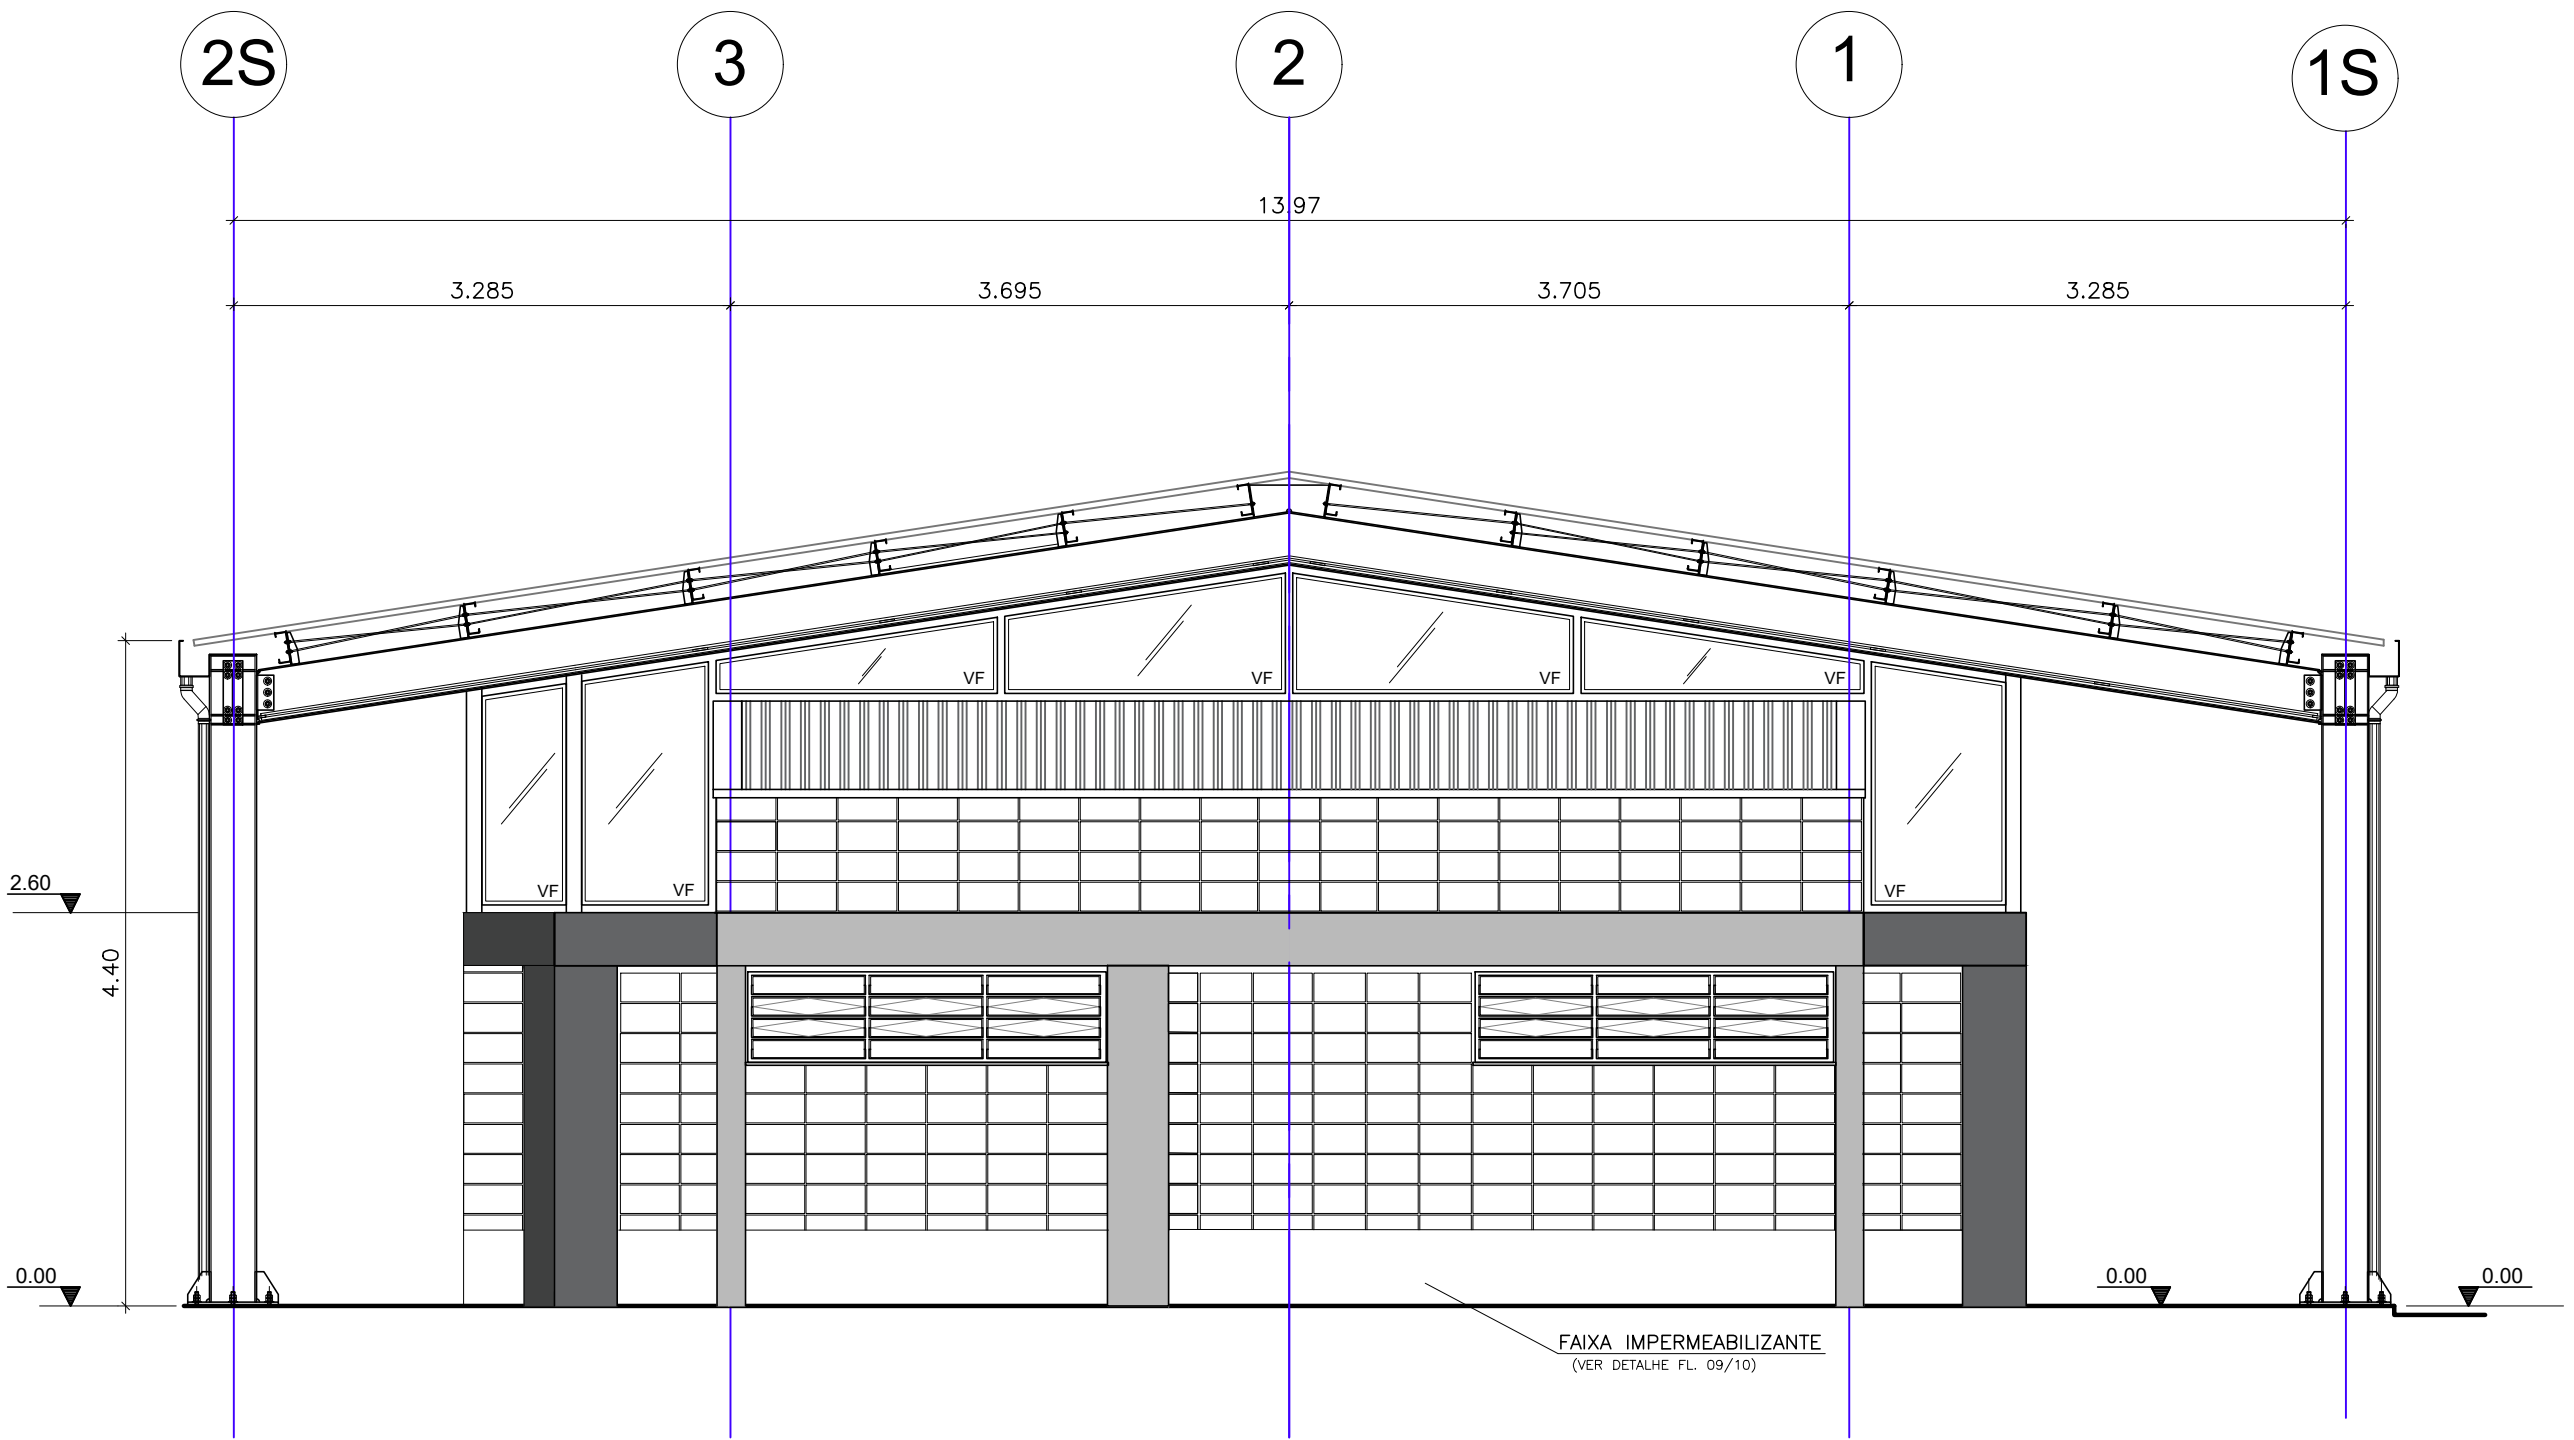 2S 3 2 1 1S
13.97
3.285 3.695 3.705 3.285
VF VF VF VF
VF VF VF
2.60
4.40
0.00 0.00 0.00
FAIXA IMPERMEABILIZANTE
(VER DETALHE FL. 09/10)